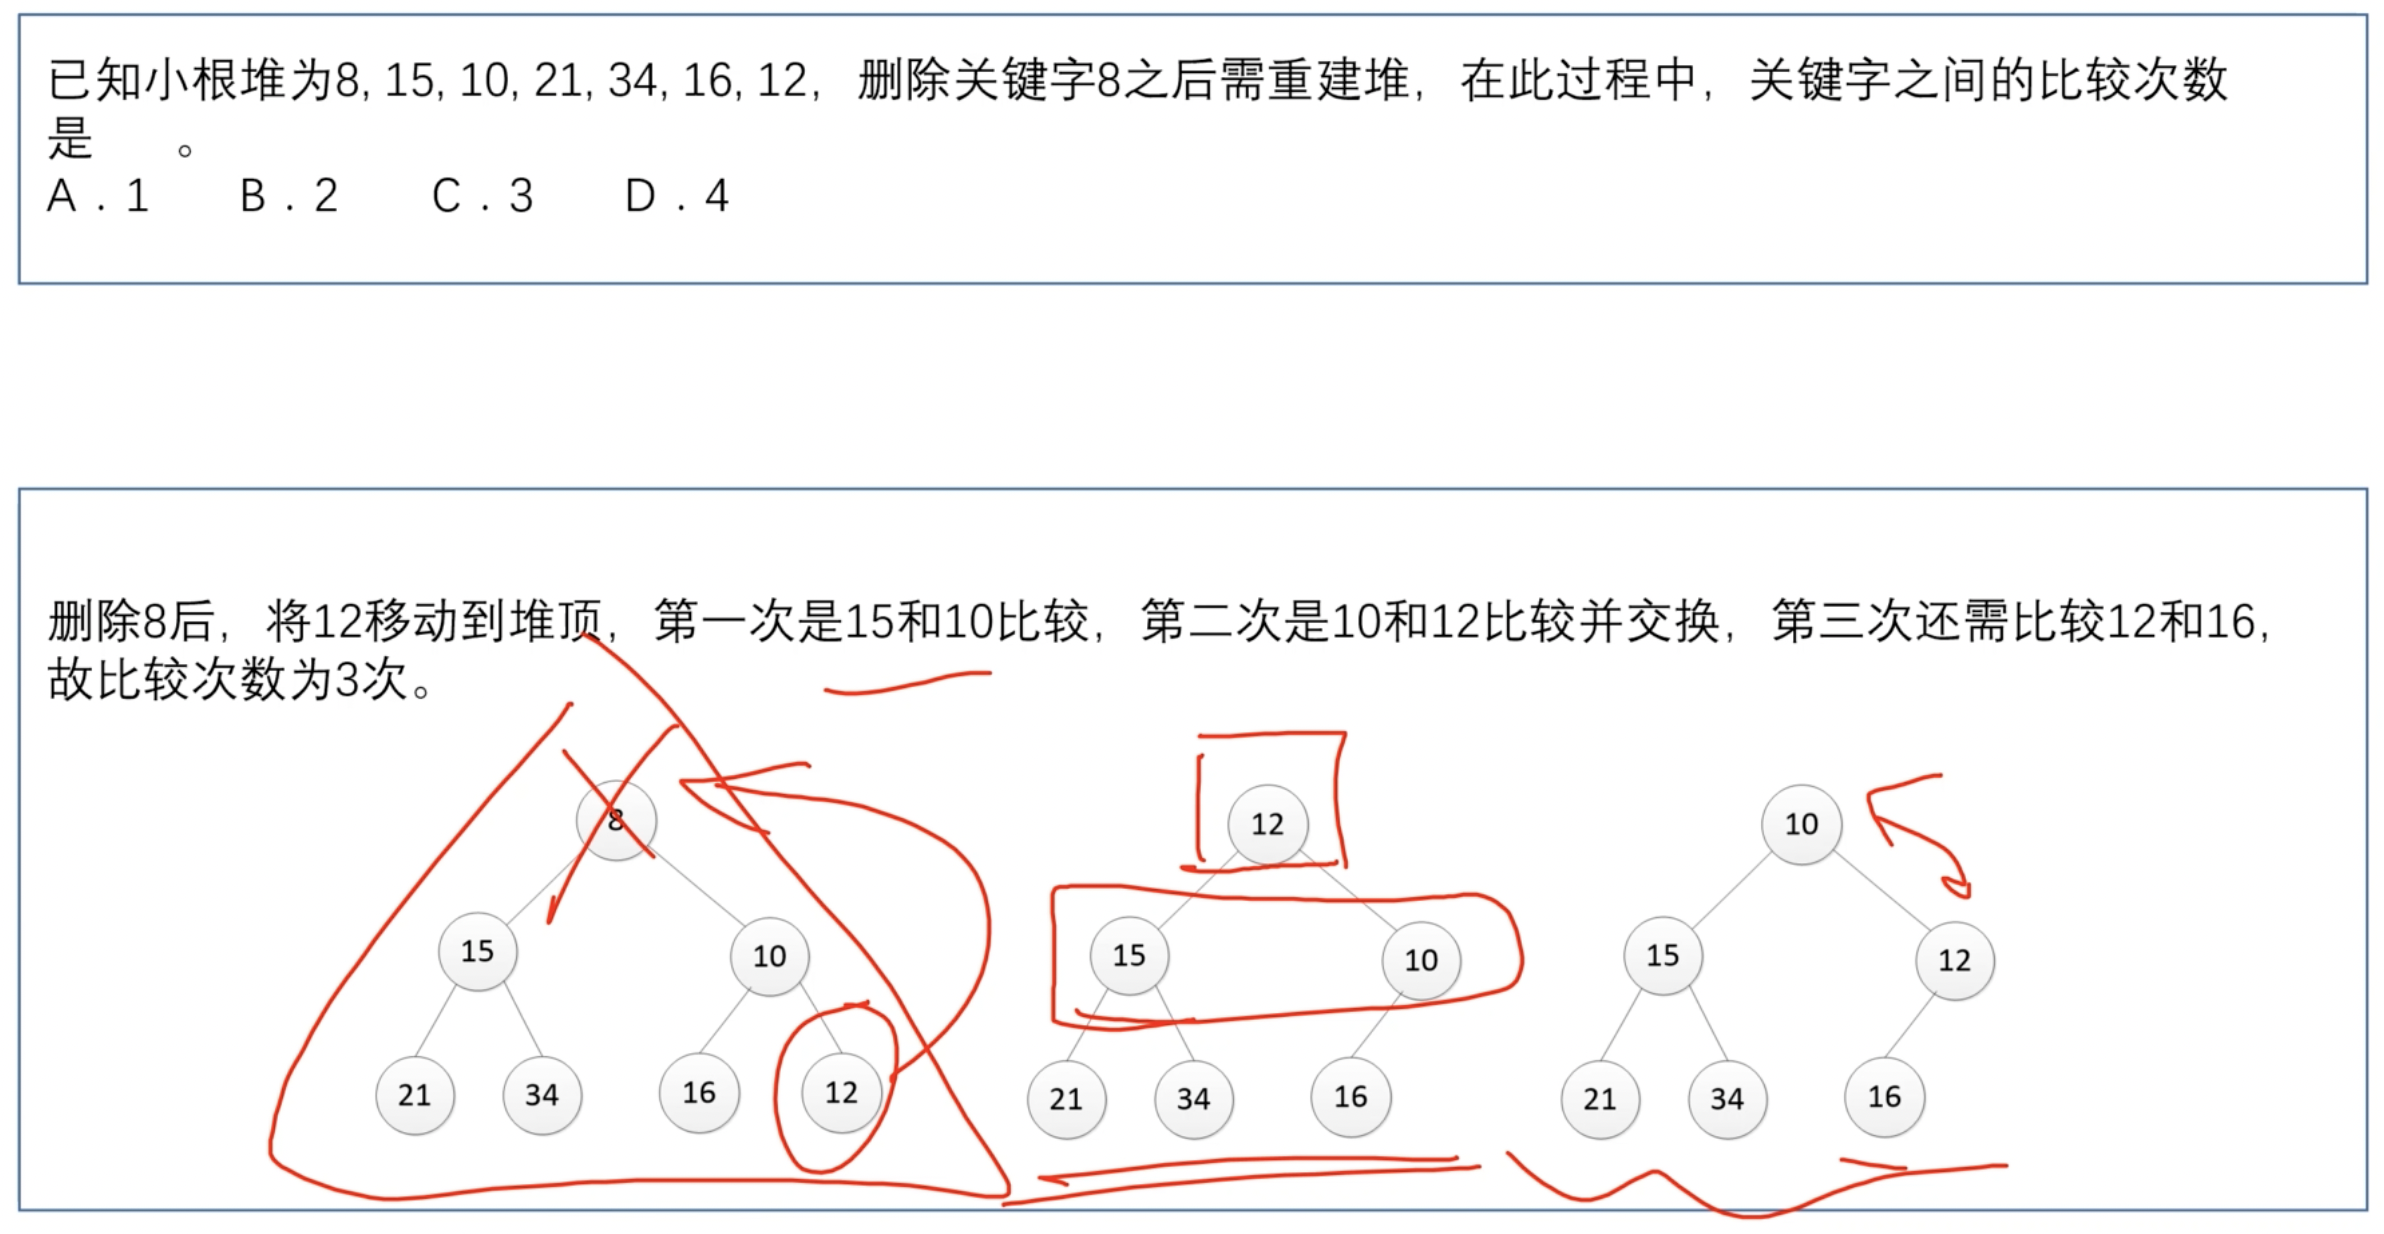 已知小根堆为8, 15, 10, 21, 34, 16, 12，删除关键字8之后需重建堆，在此过程中，关键字之间的比较次数
是　　。
A．1　　B．2　　C．3　　D．4
删除8后，将12移动到堆顶，第一次是15和10比较，第二次是10和12比较并交换，第三次还需比较12和16，
故比较次数为3次。
8
15 10
21 34 16 12
12
15 10
21 34 16
10
15 12
21 34 16